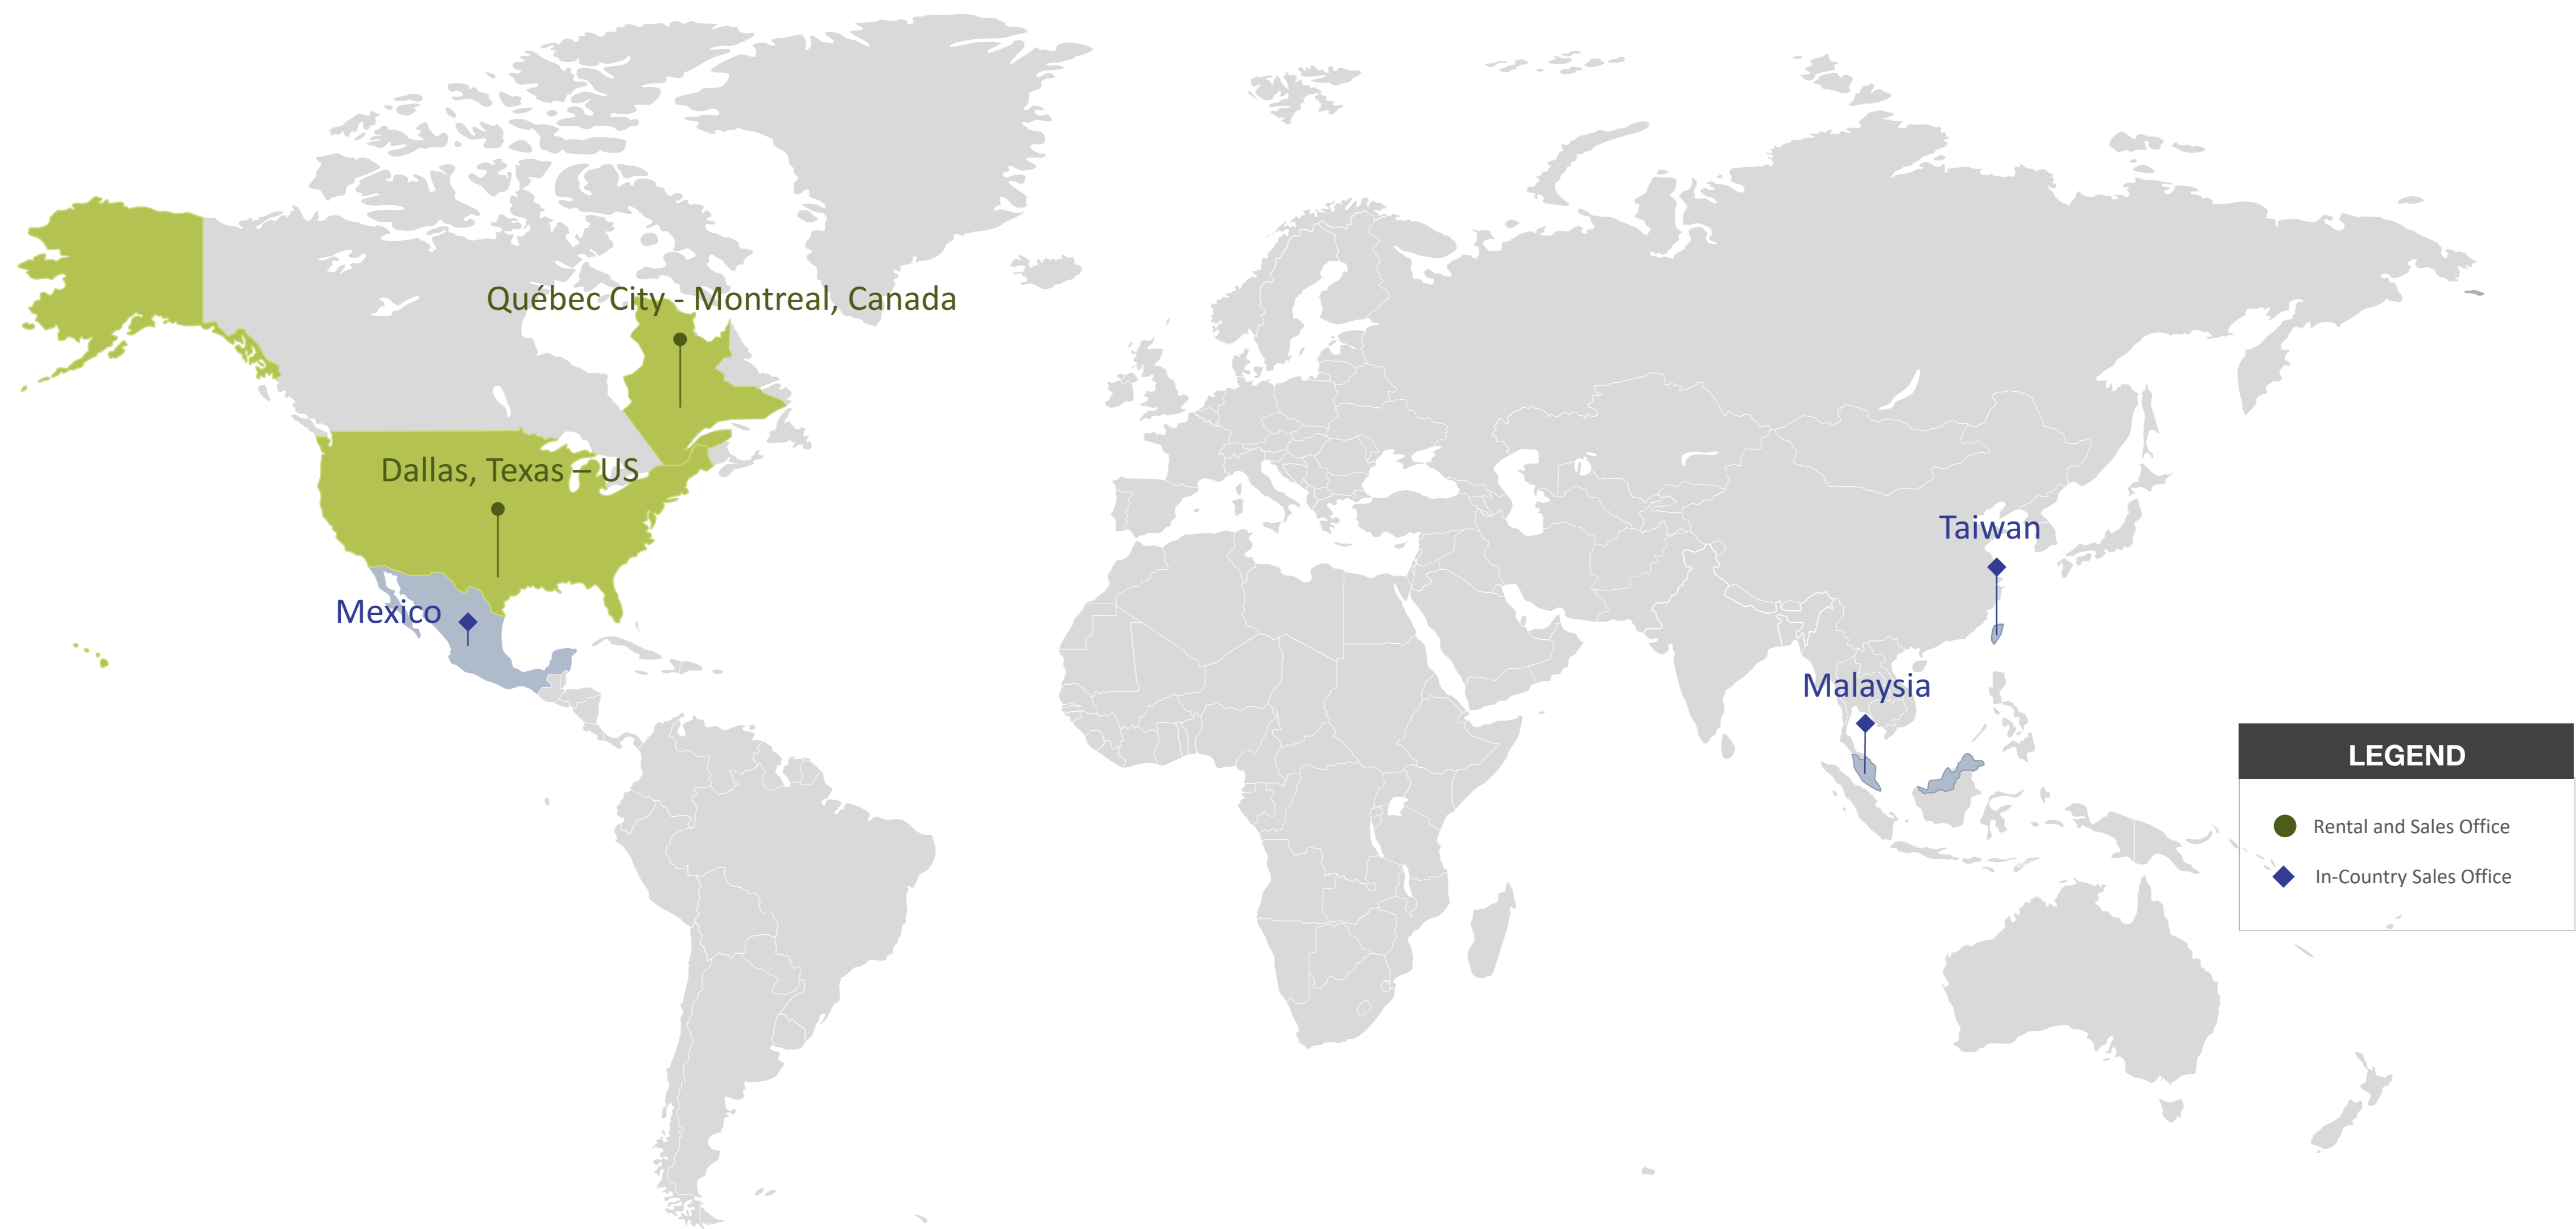 Québec City - Montreal, Canada
Dallas, Texas – US
Mexico
Taiwan
Malaysia
LEGEND
Rental and Sales Office
In-Country Sales Office